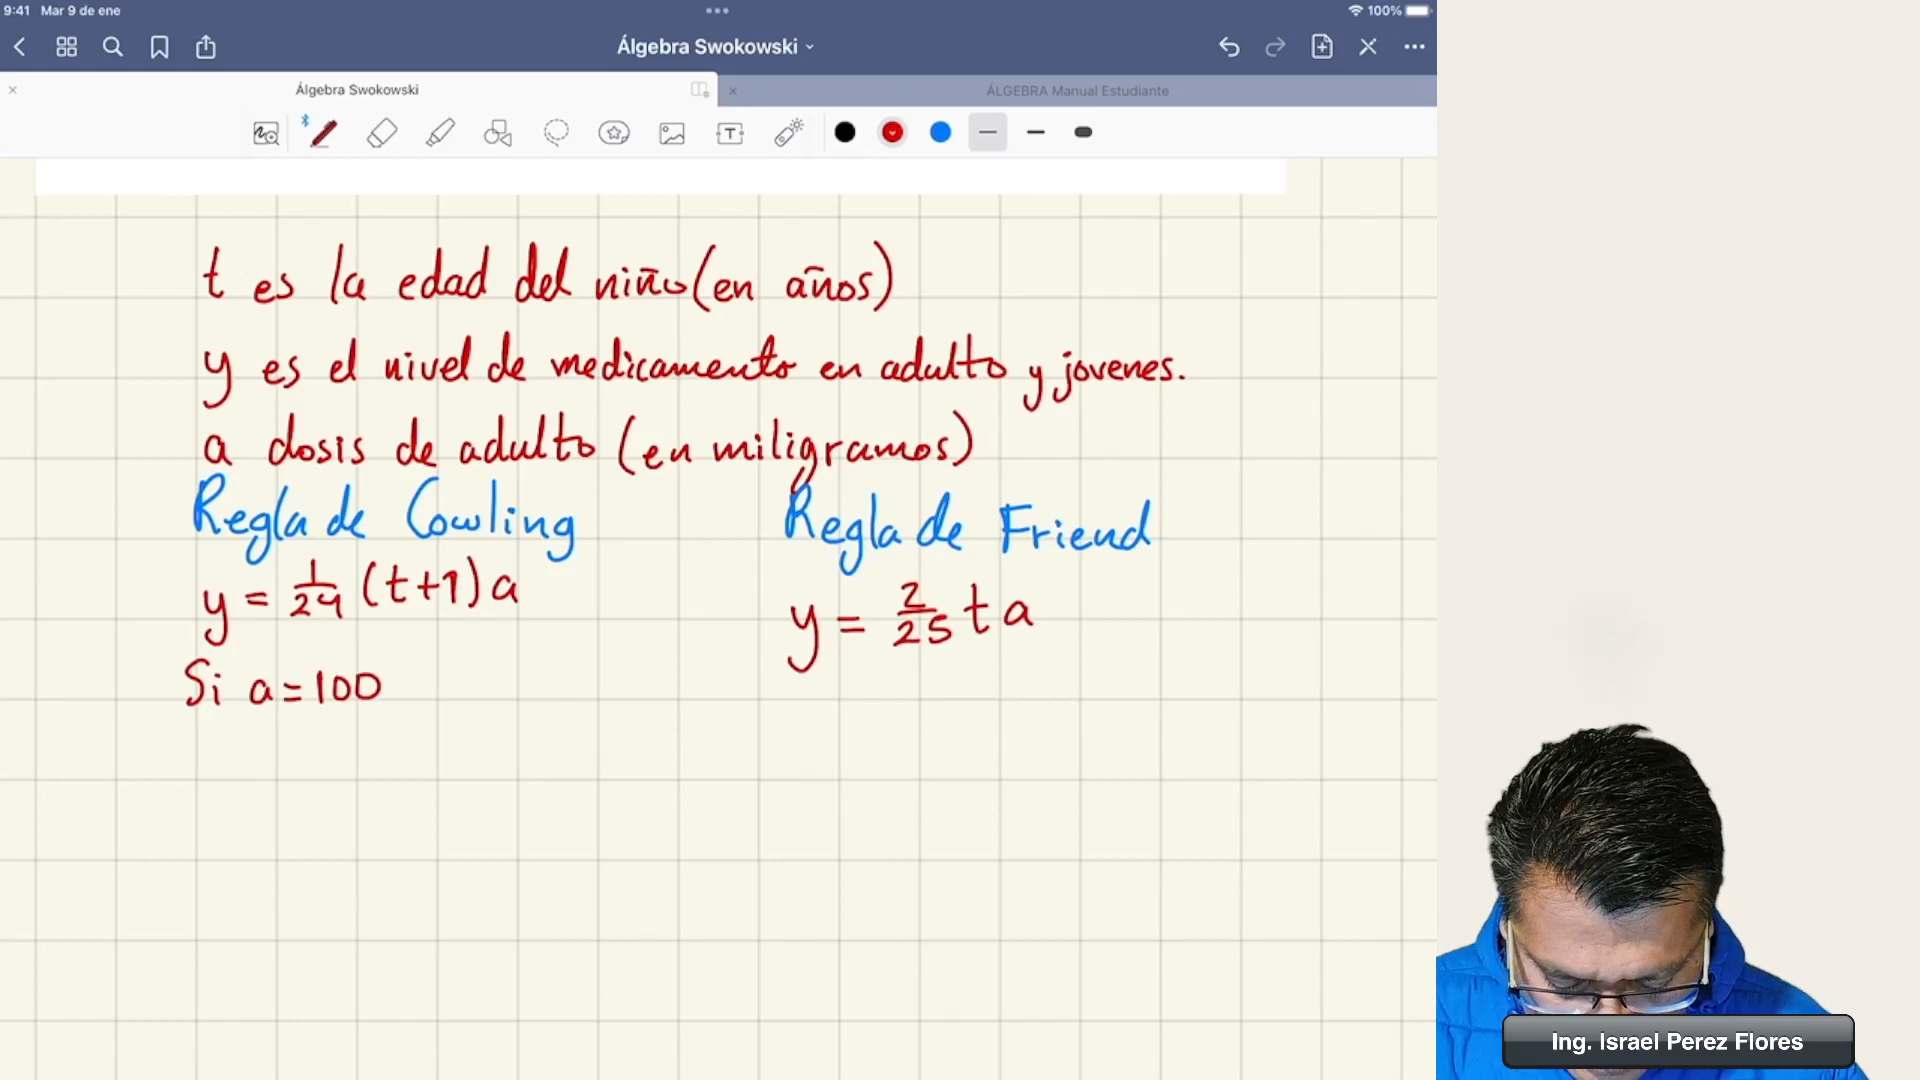 9:41 Mar 9 de ene
100%
Álgebra Swokowski
Álgebra Swokowski
ÁLGEBRA Manual Estudiante
t es la edad del niño (en años)
y es el nivel de medicamento en adulto y jovenes.
a dosis de adulto (en miligramos)
Regla de Cowling
Regla de Friend
y = 1/24 (t+1) a
y = 2/25 t a
Si a = 100
Ing. Israel Perez Flores